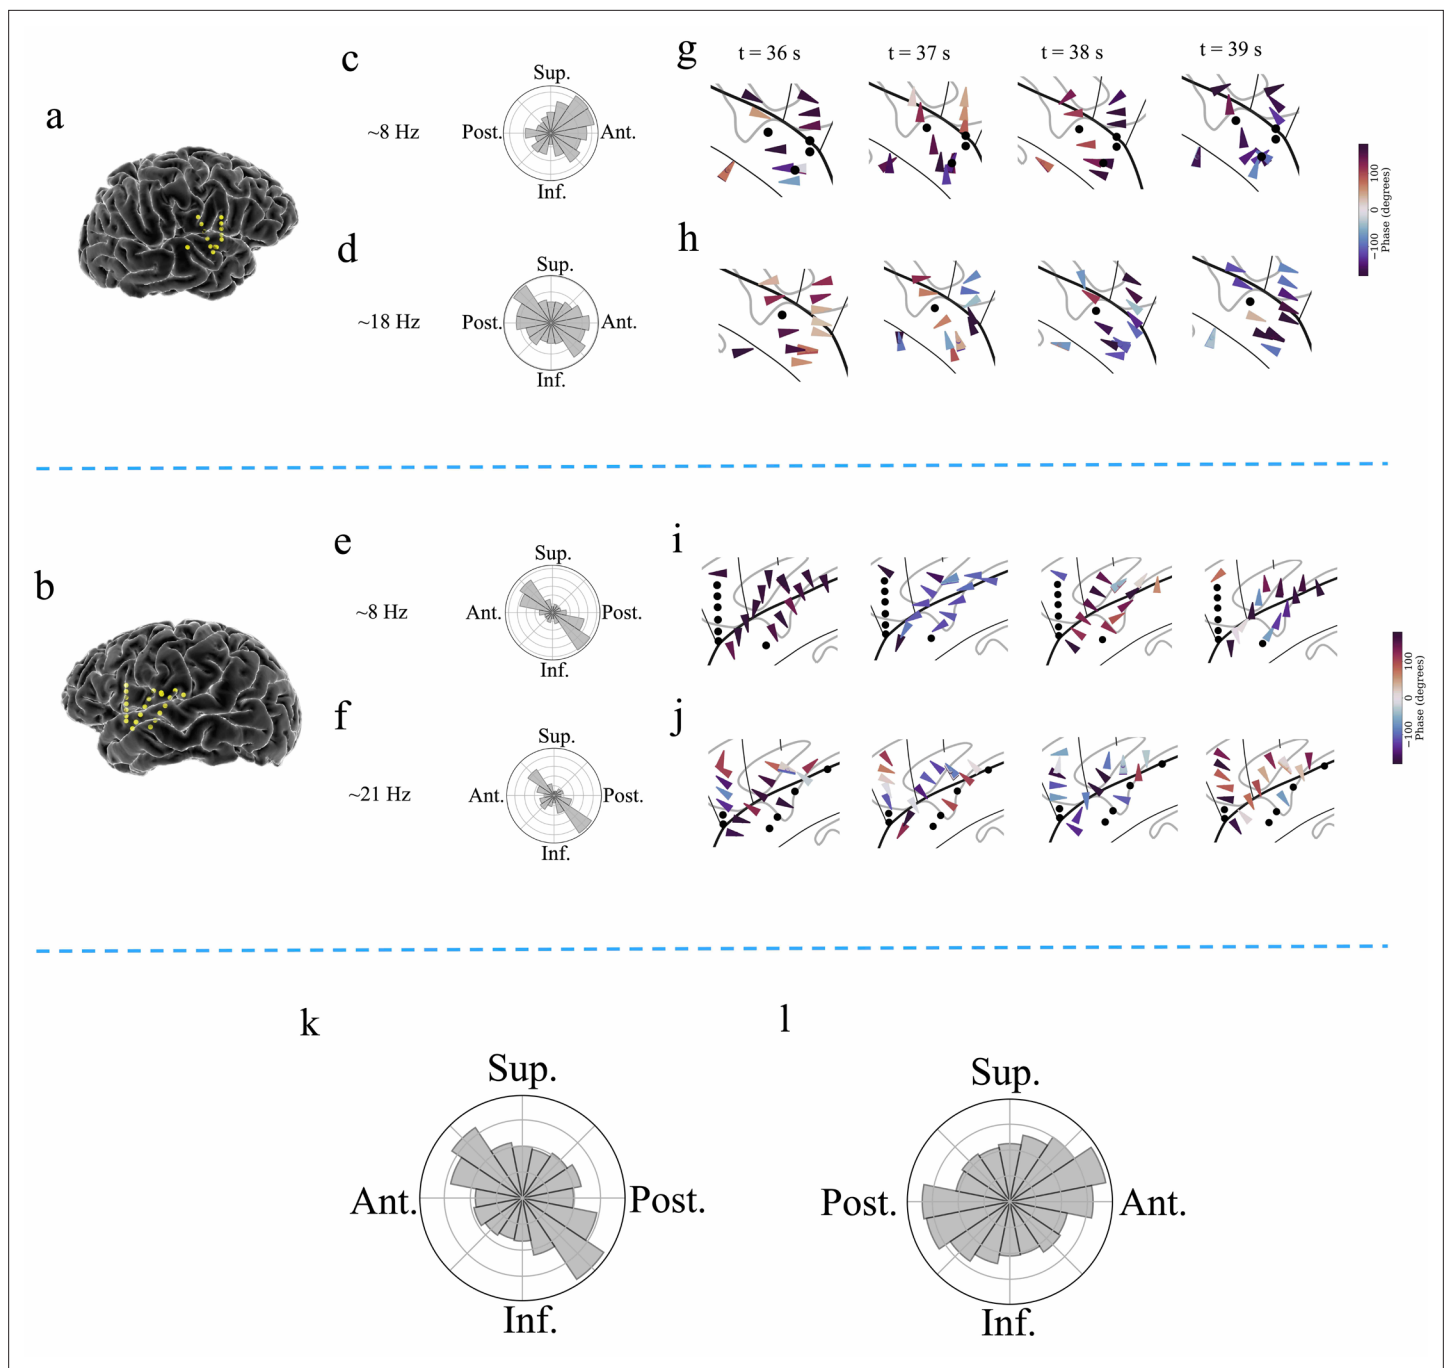 a
c
~8 Hz
Sup.
Post.
Ant.
Inf.
g
t = 36 s
t = 37 s
t = 38 s
t = 39 s
d
~18 Hz
Sup.
Post.
Ant.
Inf.
h
100
0
−100
Phase (degrees)
b
e
~8 Hz
Sup.
Ant.
Post.
Inf.
i
f
~21 Hz
Sup.
Ant.
Post.
Inf.
j
100
0
−100
Phase (degrees)
k
Sup.
Ant.
Post.
Inf.
l
Sup.
Post.
Ant.
Inf.